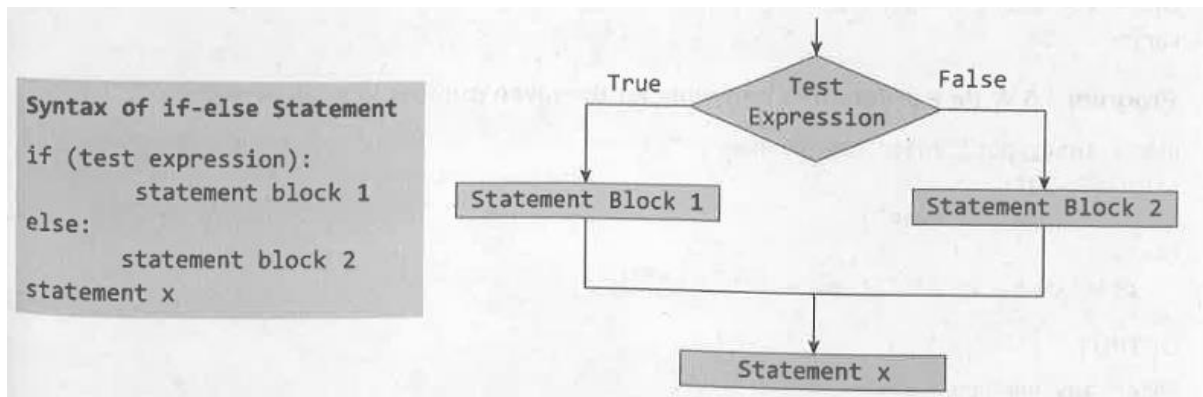 Syntax of if-else Statement
if (test expression):
statement block 1
else:
statement block 2
statement x
True
Test
Expression
False
Statement Block 1
Statement Block 2
Statement x